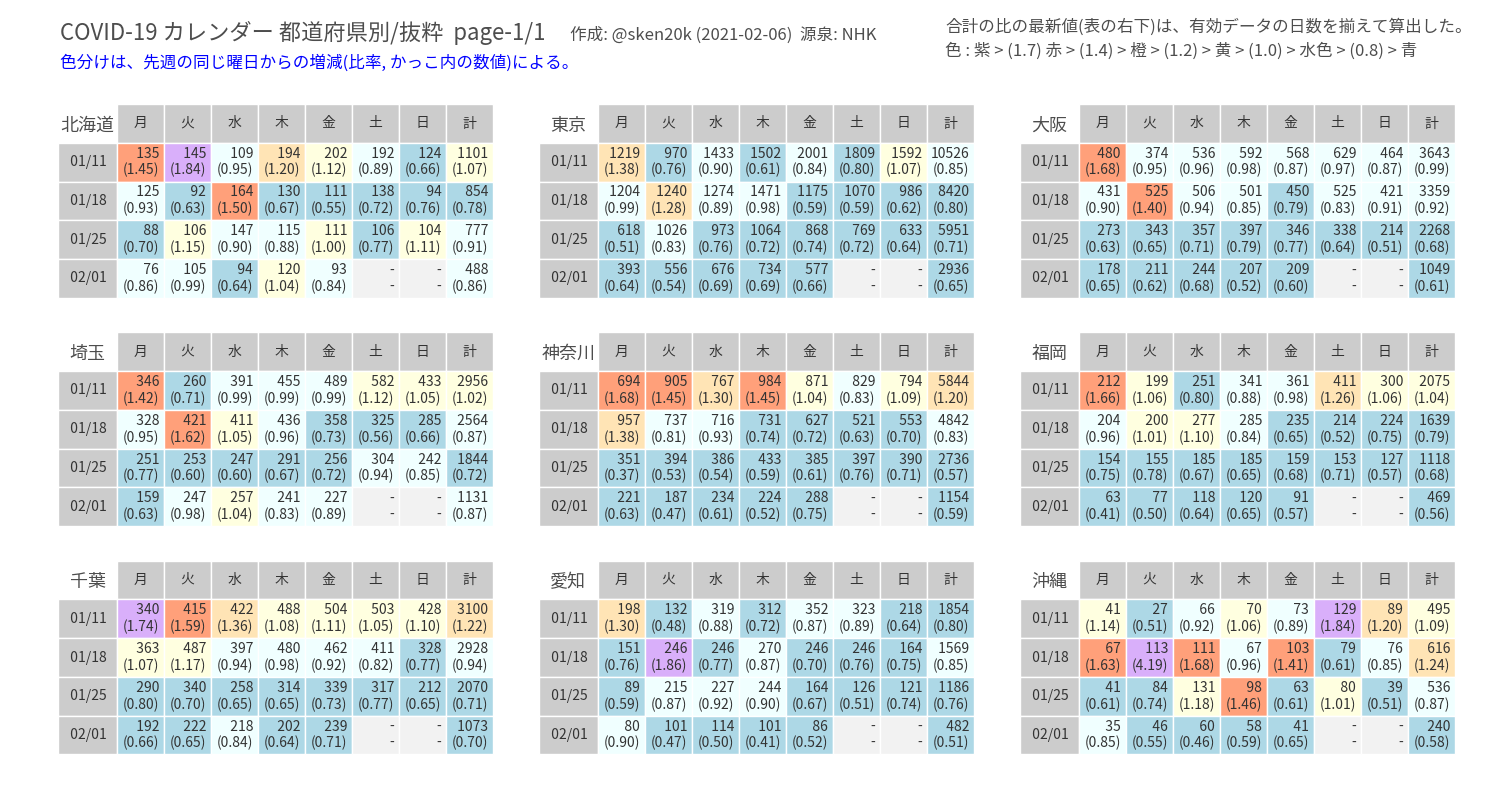 COVID-19 カレンダー 都道府県別/抜粋 page-1/1 作成: @sken20k (2021-02-06) 源泉: NHK
色分けは、先週の同じ曜日からの増減(比率, かっこ内の数値)による。
合計の比の最新値(表の右下)は、有効データの日数を揃えて算出した。
色 : 紫 > (1.7) 赤 > (1.4) > 橙 > (1.2) > 黄 > (1.0) > 水色 > (0.8) > 青
北海道 月 火 水 木 金 土 日 計
01/11 135 145 109 194 202 192 124 1101
(1.45) (1.84) (0.95) (1.20) (1.12) (0.89) (0.66) (1.07)
01/18 125 92 164 130 111 138 94 854
(0.93) (0.63) (1.50) (0.67) (0.55) (0.72) (0.76) (0.78)
01/25 88 106 147 115 111 106 104 777
(0.70) (1.15) (0.90) (0.88) (1.00) (0.77) (1.11) (0.91)
02/01 76 105 94 120 93 - - 488
(0.86) (0.99) (0.64) (1.04) (0.84) - - (0.86)
東京 月 火 水 木 金 土 日 計
01/11 1219 970 1433 1502 2001 1809 1592 10526
(1.38) (0.76) (0.90) (0.61) (0.84) (0.80) (1.07) (0.85)
01/18 1204 1240 1274 1471 1175 1070 986 8420
(0.99) (1.28) (0.89) (0.98) (0.59) (0.59) (0.62) (0.80)
01/25 618 1026 973 1064 868 769 633 5951
(0.51) (0.83) (0.76) (0.72) (0.74) (0.72) (0.64) (0.71)
02/01 393 556 676 734 577 - - 2936
(0.64) (0.54) (0.69) (0.69) (0.66) - - (0.65)
大阪 月 火 水 木 金 土 日 計
01/11 480 374 536 592 568 629 464 3643
(1.68) (0.95) (0.96) (0.98) (0.87) (0.97) (0.87) (0.99)
01/18 431 525 506 501 450 525 421 3359
(0.90) (1.40) (0.94) (0.85) (0.79) (0.83) (0.91) (0.92)
01/25 273 343 357 397 346 338 214 2268
(0.63) (0.65) (0.71) (0.79) (0.77) (0.64) (0.51) (0.68)
02/01 178 211 244 207 209 - - 1049
(0.65) (0.62) (0.68) (0.52) (0.60) - - (0.61)
埼玉 月 火 水 木 金 土 日 計
01/11 346 260 391 455 489 582 433 2956
(1.42) (0.71) (0.99) (0.99) (0.99) (1.12) (1.05) (1.02)
01/18 328 421 411 436 358 325 285 2564
(0.95) (1.62) (1.05) (0.96) (0.73) (0.56) (0.66) (0.87)
01/25 251 253 247 291 256 304 242 1844
(0.77) (0.60) (0.60) (0.67) (0.72) (0.94) (0.85) (0.72)
02/01 159 247 257 241 227 - - 1131
(0.63) (0.98) (1.04) (0.83) (0.89) - - (0.87)
神奈川 月 火 水 木 金 土 日 計
01/11 694 905 767 984 871 829 794 5844
(1.68) (1.45) (1.30) (1.45) (1.04) (0.83) (1.09) (1.20)
01/18 957 737 716 731 627 521 553 4842
(1.38) (0.81) (0.93) (0.74) (0.72) (0.63) (0.70) (0.83)
01/25 351 394 386 433 385 397 390 2736
(0.37) (0.53) (0.54) (0.59) (0.61) (0.76) (0.71) (0.57)
02/01 221 187 234 224 288 - - 1154
(0.63) (0.47) (0.61) (0.52) (0.75) - - (0.59)
福岡 月 火 水 木 金 土 日 計
01/11 212 199 251 341 361 411 300 2075
(1.66) (1.06) (0.80) (0.88) (0.98) (1.26) (1.06) (1.04)
01/18 204 200 277 285 235 214 224 1639
(0.96) (1.01) (1.10) (0.84) (0.65) (0.52) (0.75) (0.79)
01/25 154 155 185 185 159 153 127 1118
(0.75) (0.78) (0.67) (0.65) (0.68) (0.71) (0.57) (0.68)
02/01 63 77 118 120 91 - - 469
(0.41) (0.50) (0.64) (0.65) (0.57) - - (0.56)
千葉 月 火 水 木 金 土 日 計
01/11 340 415 422 488 504 503 428 3100
(1.74) (1.59) (1.36) (1.08) (1.11) (1.05) (1.10) (1.22)
01/18 363 487 397 480 462 411 328 2928
(1.07) (1.17) (0.94) (0.98) (0.92) (0.82) (0.77) (0.94)
01/25 290 340 258 314 339 317 212 2070
(0.80) (0.70) (0.65) (0.65) (0.73) (0.77) (0.65) (0.71)
02/01 192 222 218 202 239 - - 1073
(0.66) (0.65) (0.84) (0.64) (0.71) - - (0.70)
愛知 月 火 水 木 金 土 日 計
01/11 198 132 319 312 352 323 218 1854
(1.30) (0.48) (0.88) (0.72) (0.87) (0.89) (0.64) (0.80)
01/18 151 246 246 270 246 246 164 1569
(0.76) (1.86) (0.77) (0.87) (0.70) (0.76) (0.75) (0.85)
01/25 89 215 227 244 164 126 121 1186
(0.59) (0.87) (0.92) (0.90) (0.67) (0.51) (0.74) (0.76)
02/01 80 101 114 101 86 - - 482
(0.90) (0.47) (0.50) (0.41) (0.52) - - (0.51)
沖縄 月 火 水 木 金 土 日 計
01/11 41 27 66 70 73 129 89 495
(1.14) (0.51) (0.92) (1.06) (0.89) (1.84) (1.20) (1.09)
01/18 67 113 111 67 103 79 76 616
(1.63) (4.19) (1.68) (0.96) (1.41) (0.61) (0.85) (1.24)
01/25 41 84 131 98 63 80 39 536
(0.61) (0.74) (1.18) (1.46) (0.61) (1.01) (0.51) (0.87)
02/01 35 46 60 58 41 - - 240
(0.85) (0.55) (0.46) (0.59) (0.65) - - (0.58)